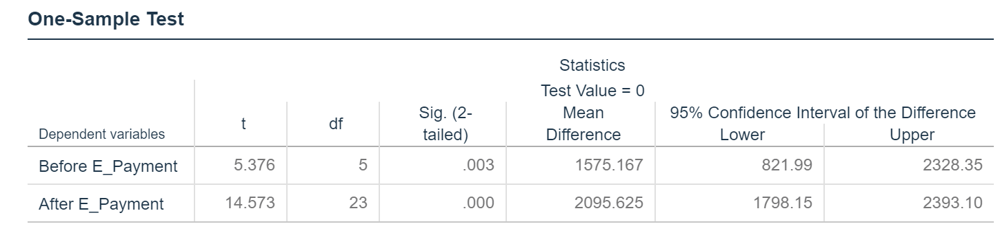 One-Sample Test
Statistics
Test Value = 0
Dependent variables t df Sig. (2-tailed) Mean Difference 95% Confidence Interval of the Difference Lower Upper
Before E_Payment 5.376 5 .003 1575.167 821.99 2328.35
After E_Payment 14.573 23 .000 2095.625 1798.15 2393.10